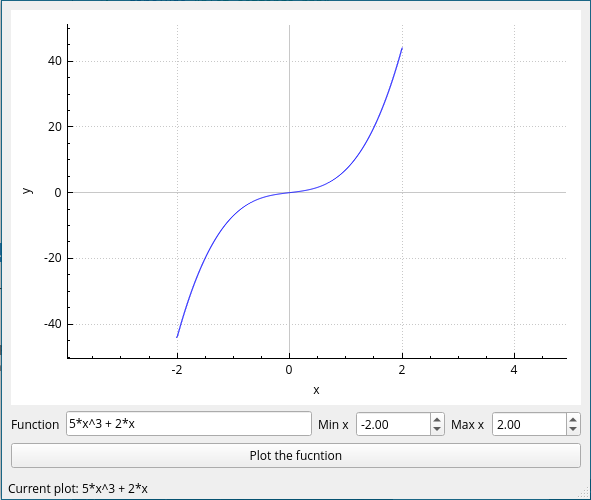 40
20
y
0
-20
-40
-2 0 2 4
x
Function 5*x^3 + 2*x Min x -2.00 Max x 2.00
Plot the fucntion
Current plot: 5*x^3 + 2*x